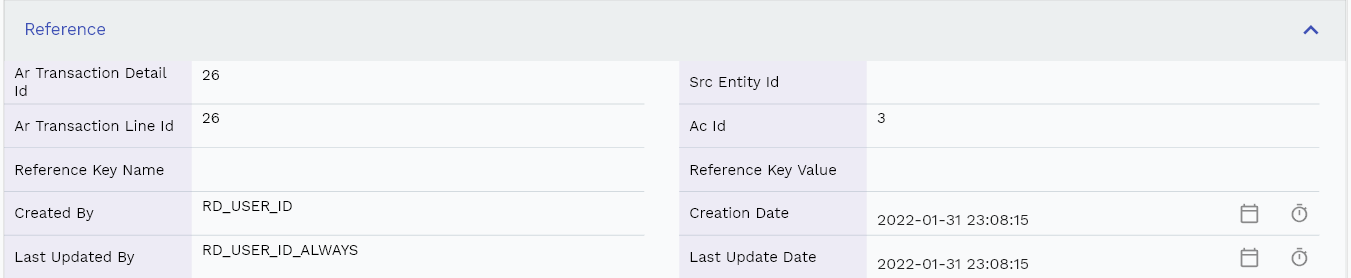 Reference
Ar Transaction Detail
Id
26
Src Entity Id
Ar Transaction Line Id
26
Ac Id
3
Reference Key Name
Reference Key Value
Created By
RD_USER_ID
Creation Date
2022-01-31 23:08:15
Last Updated By
RD_USER_ID_ALWAYS
Last Update Date
2022-01-31 23:08:15